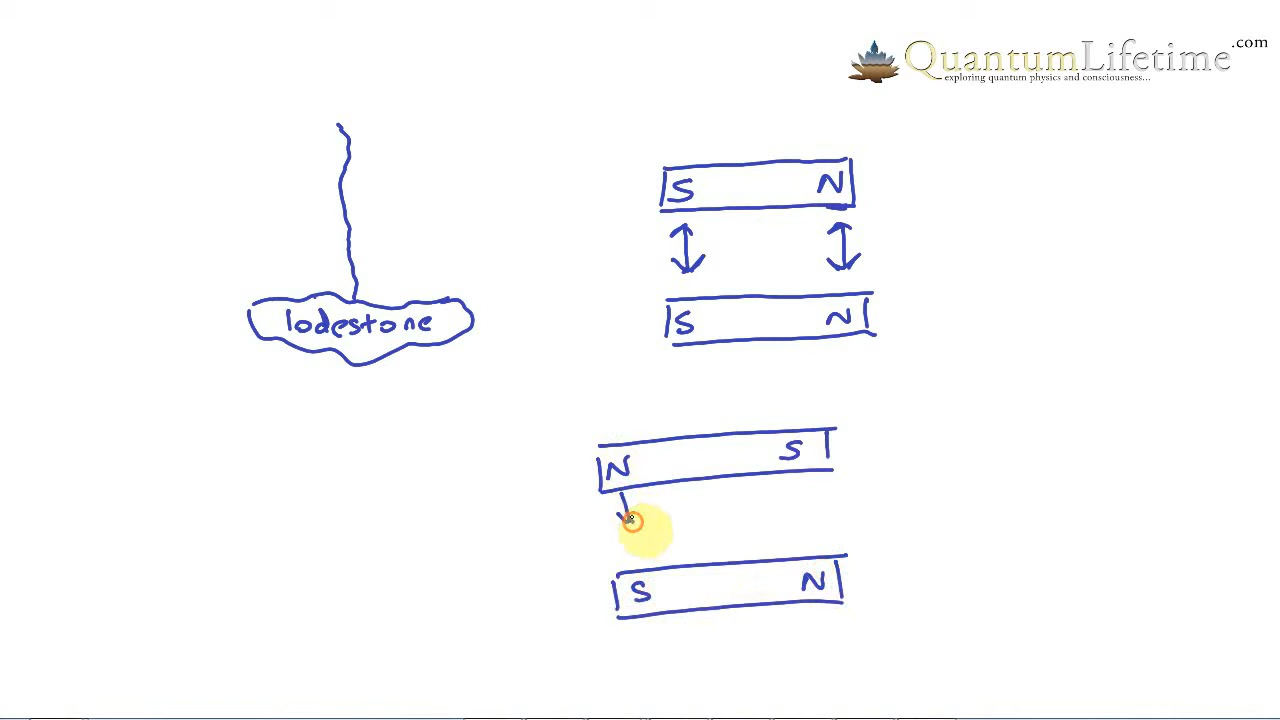 .com
QuantumLifetime
exploring quantum physics and consciousness...
S N
lodestone
S N
N S
S N